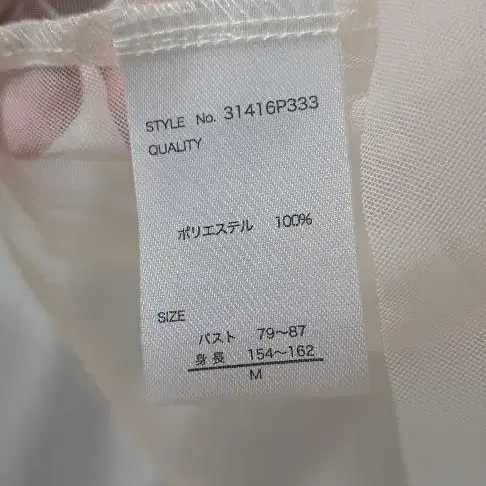 STYLE No. 31416P333
QUALITY
ポリエステル 100%
SIZE
バスト 79～87
身長 154～162
M